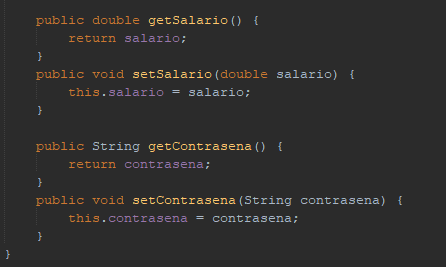 public double getSalario() {
return salario;
}
public void setSalario(double salario) {
this.salario = salario;
}
public String getContrasena() {
return contrasena;
}
public void setContrasena(String contrasena) {
this.contrasena = contrasena;
}
}